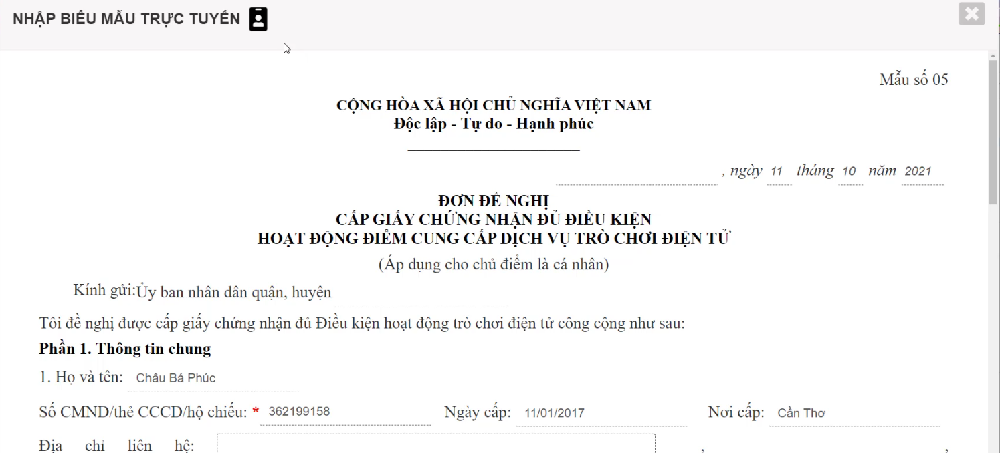 NHẬP BIỂU MẪU TRỰC TUYẾN
Mẫu số 05
CỘNG HÒA XÃ HỘI CHỦ NGHĨA VIỆT NAM
Độc lập - Tự do - Hạnh phúc
, ngày 11 tháng 10 năm 2021
ĐƠN ĐỀ NGHỊ
CẤP GIẤY CHỨNG NHẬN ĐỦ ĐIỀU KIỆN
HOẠT ĐỘNG ĐIỂM CUNG CẤP DỊCH VỤ TRÒ CHƠI ĐIỆN TỬ
(Áp dụng cho chủ điểm là cá nhân)
Kính gửi:Ủy ban nhân dân quận, huyện
Tôi đề nghị được cấp giấy chứng nhận đủ Điều kiện hoạt động trò chơi điện tử công cộng như sau:
Phần 1. Thông tin chung
1. Họ và tên: Châu Bá Phúc
Số CMND/thẻ CCCD/hộ chiếu: * 362199158 Ngày cấp: 11/01/2017 Nơi cấp: Cần Thơ
Địa chỉ liên hệ: , ,